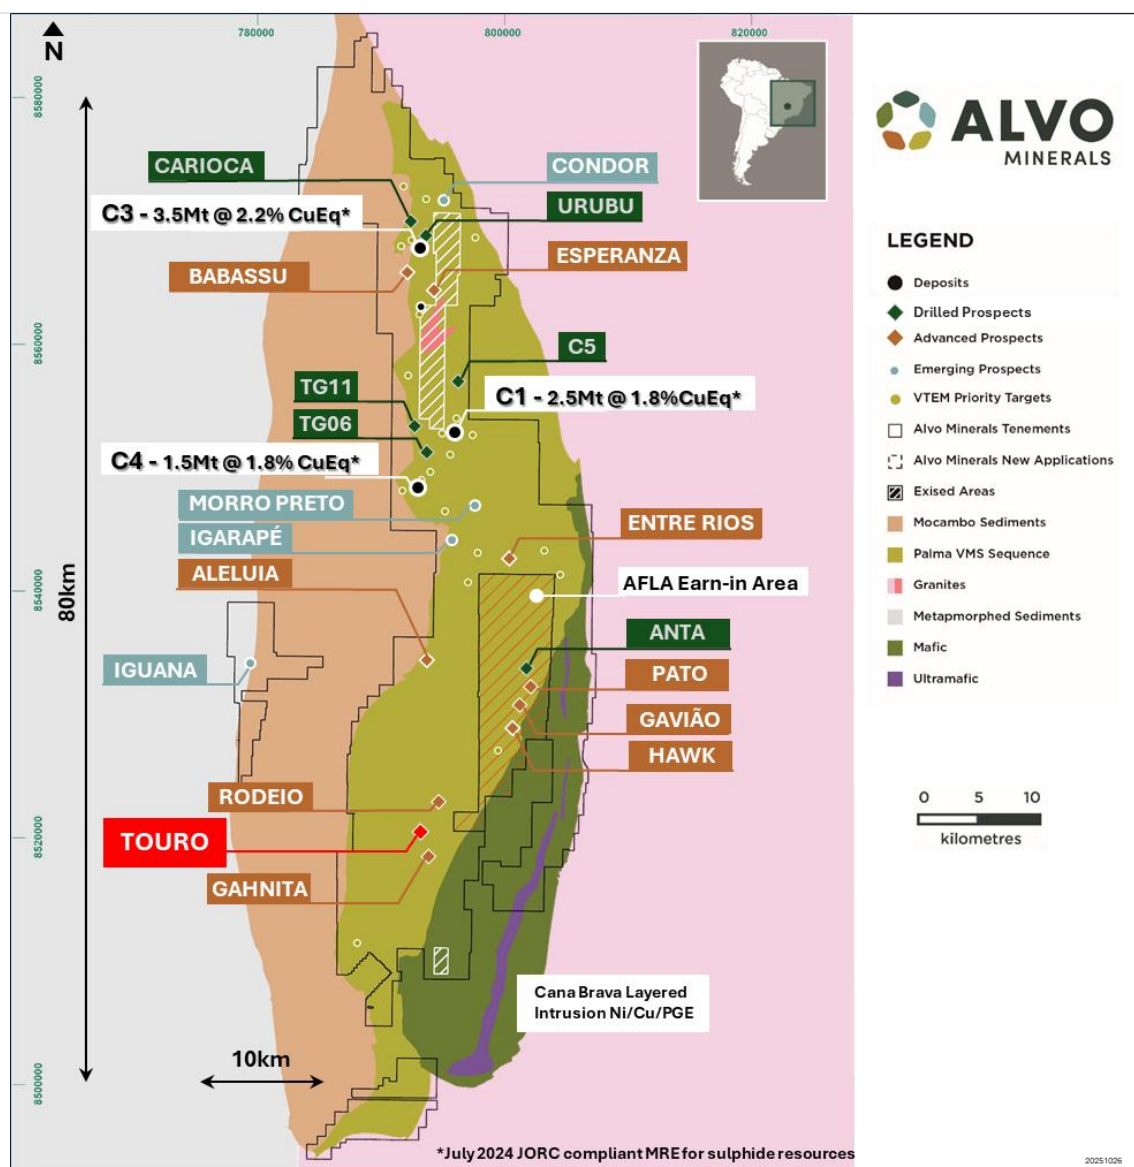 780000
800000
820000
N
8580000
8560000
8540000
8520000
8500000
80km
10km
CARIOCA
CONDOR
C3 - 3.5Mt @ 2.2% CuEq*
URUBU
BABASSU
ESPERANZA
C5
TG11
C1 - 2.5Mt @ 1.8%CuEq*
TG06
C4 - 1.5Mt @ 1.8% CuEq*
MORRO PRETO
IGARAPÉ
ENTRE RIOS
ALELUIA
AFLA Earn-in Area
ANTA
IGUANA
PATO
GAVIÃO
HAWK
RODEIO
TOURO
GAHNITA
Cana Brava Layered
Intrusion Ni/Cu/PGE
*July 2024 JORC compliant MRE for sulphide resources
ALVO
MINERALS
LEGEND
Deposits
Drilled Prospects
Advanced Prospects
Emerging Prospects
VTEM Priority Targets
Alvo Minerals Tenements
Alvo Minerals New Applications
Exised Areas
Mocambo Sediments
Palma VMS Sequence
Granites
Metapmorphed Sediments
Mafic
Ultramafic
0 5 10
kilometres
20251026